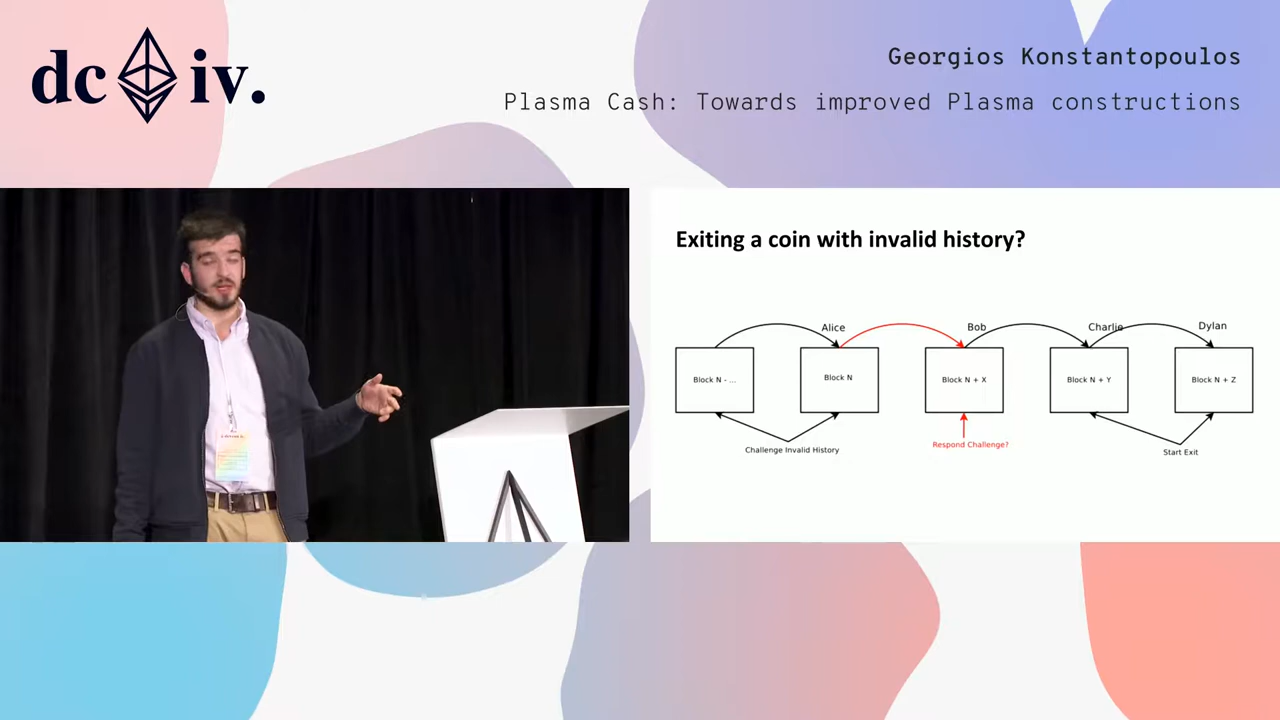 dc iv.
Georgios Konstantopoulos
Plasma Cash: Towards improved Plasma constructions
Exiting a coin with invalid history?
Alice
Bob
Charlie
Dylan
Block N - ...
Block N
Block N + X
Block N + Y
Block N + Z
Challenge Invalid History
Respond Challenge?
Start Exit